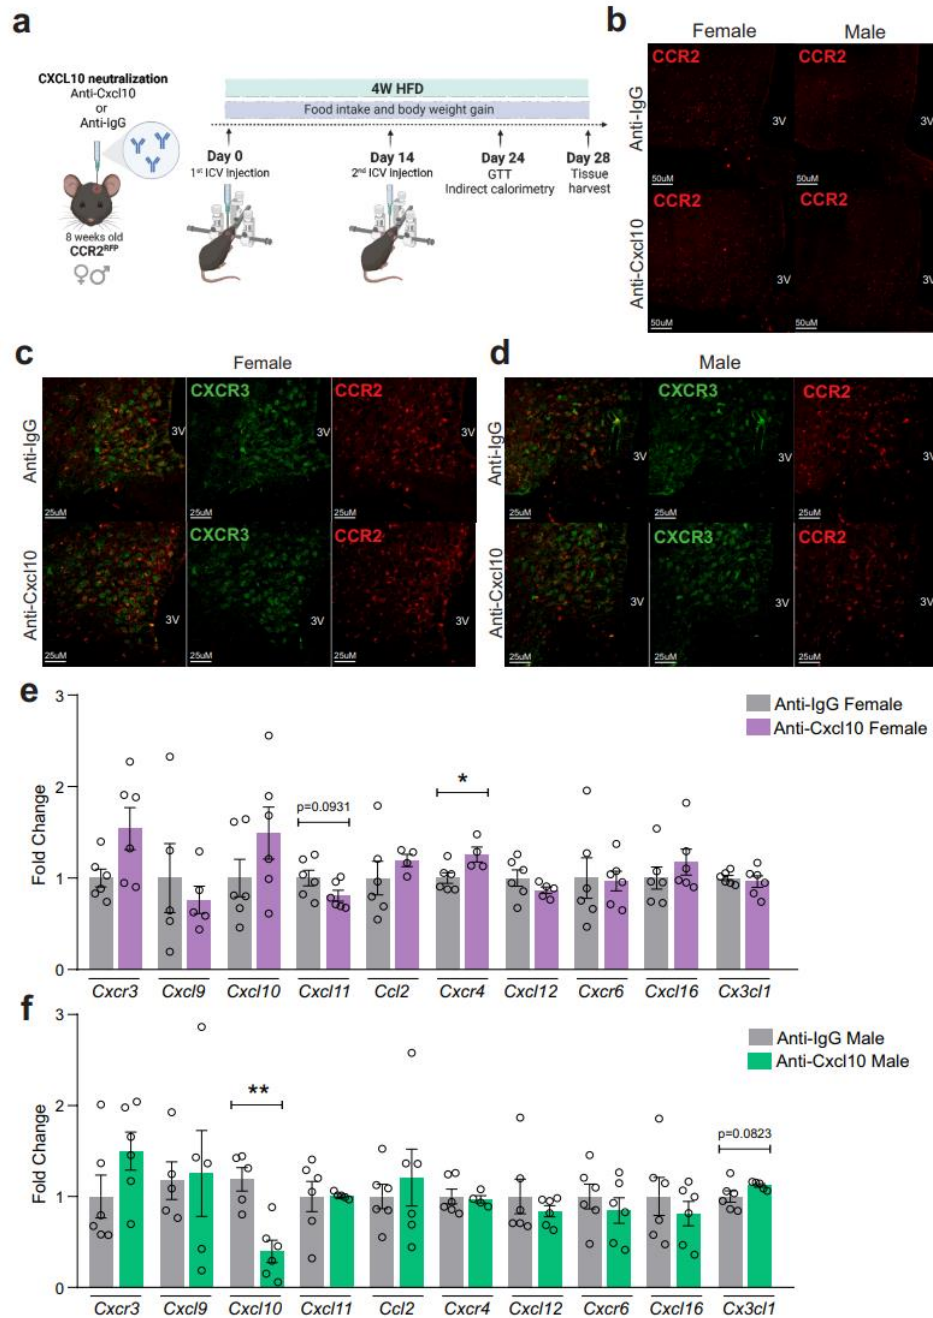 a
CXCL10 neutralization
Anti-Cxcl10
or
Anti-IgG
8 weeks old
CCR2RFP
4W HFD
Food intake and body weight gain
Day 0
1st ICV injection
Day 14
2nd ICV injection
Day 24
GTT
Indirect calorimetry
Day 28
Tissue
harvest
b
Female Male
Anti-IgG
CCR2 CCR2
3V 3V
50uM 50uM
Anti-Cxcl10
CCR2 CCR2
3V 3V
50uM 50uM
c
Female
Anti-IgG
CXCR3 CCR2
3V 3V 3V
25uM 25uM 25uM
Anti-Cxcl10
CXCR3 CCR2
3V 3V 3V
25uM 25uM 25uM
d
Male
Anti-IgG
CXCR3 CCR2
3V 3V 3V
25uM 25uM 25uM
Anti-Cxcl10
CXCR3 CCR2
3V 3V 3V
25uM 25uM 25uM
e
Fold Change
3
2
1
0
Anti-IgG Female
Anti-Cxcl10 Female
p=0.0931
*
Cxcr3 Cxcl9 Cxcl10 Cxcl11 Ccl2 Cxcr4 Cxcl12 Cxcr6 Cxcl16 Cx3cl1
f
Fold Change
3
2
1
0
Anti-IgG Male
Anti-Cxcl10 Male
**
p=0.0823
Cxcr3 Cxcl9 Cxcl10 Cxcl11 Ccl2 Cxcr4 Cxcl12 Cxcr6 Cxcl16 Cx3cl1